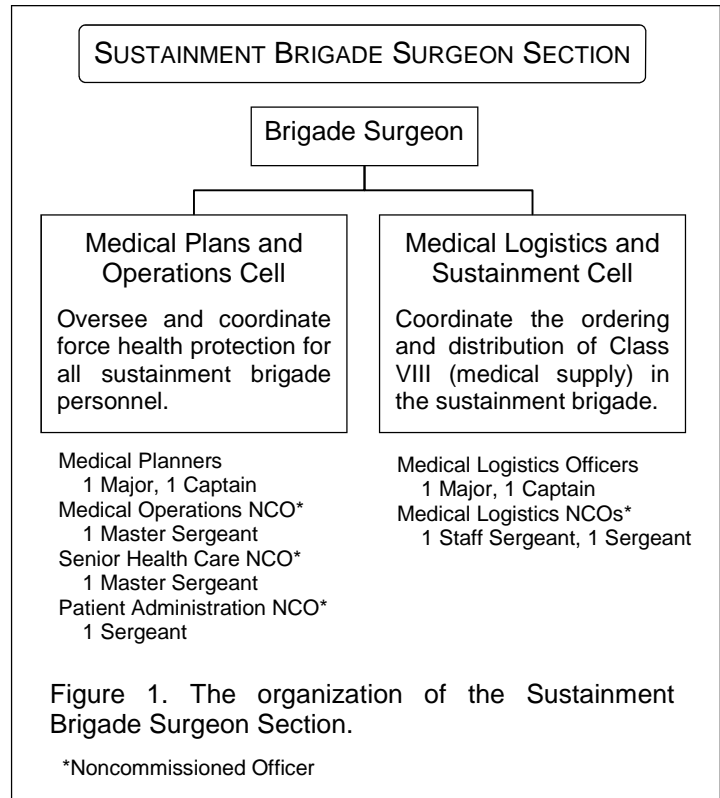 SUSTAINMENT BRIGADE SURGEON SECTION
Brigade Surgeon
Medical Plans and
Operations Cell
Oversee and coordinate
force health protection for
all sustainment brigade
personnel.
Medical Planners
1 Major, 1 Captain
Medical Operations NCO*
1 Master Sergeant
Senior Health Care NCO*
1 Master Sergeant
Patient Administration NCO*
1 Sergeant
Medical Logistics and
Sustainment Cell
Coordinate the ordering
and distribution of Class
VIII (medical supply) in
the sustainment brigade.
Medical Logistics Officers
1 Major, 1 Captain
Medical Logistics NCOs*
1 Staff Sergeant, 1 Sergeant
Figure 1. The organization of the Sustainment
Brigade Surgeon Section.
*Noncommissioned Officer